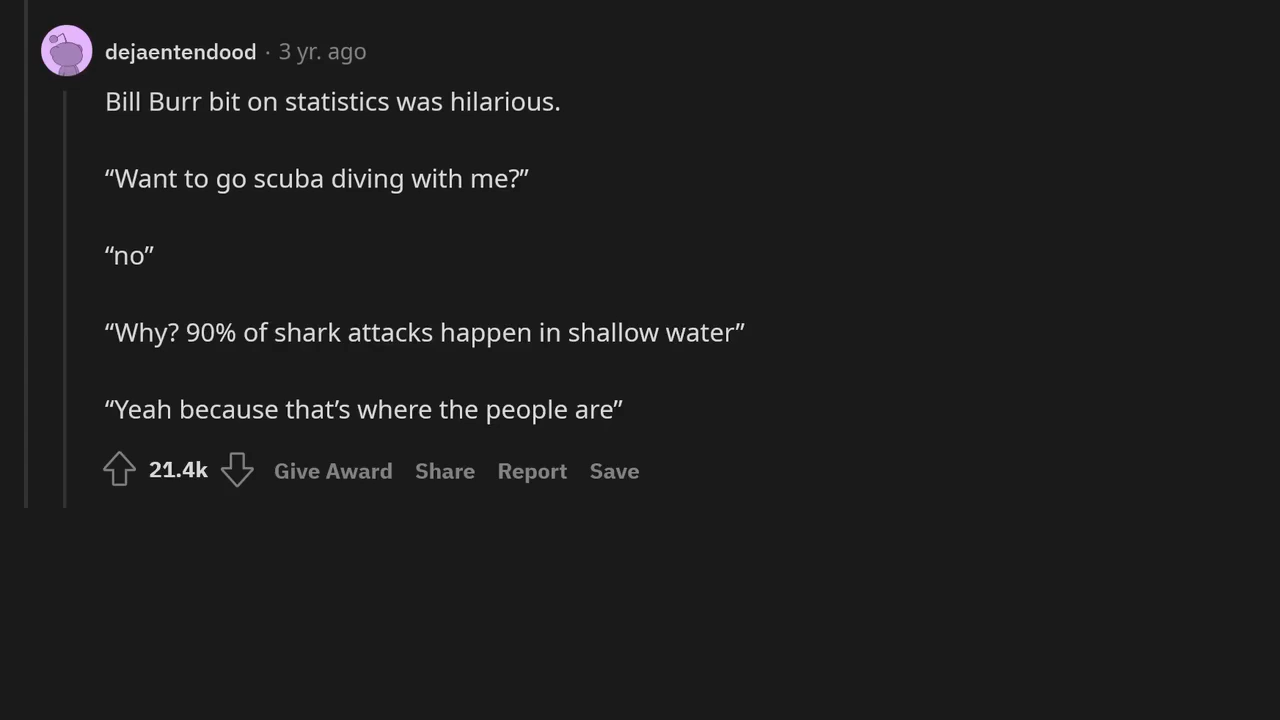 dejaentendood · 3 yr. ago
Bill Burr bit on statistics was hilarious.
“Want to go scuba diving with me?”
“no”
“Why? 90% of shark attacks happen in shallow water”
“Yeah because that’s where the people are”
21.4k Give Award Share Report Save